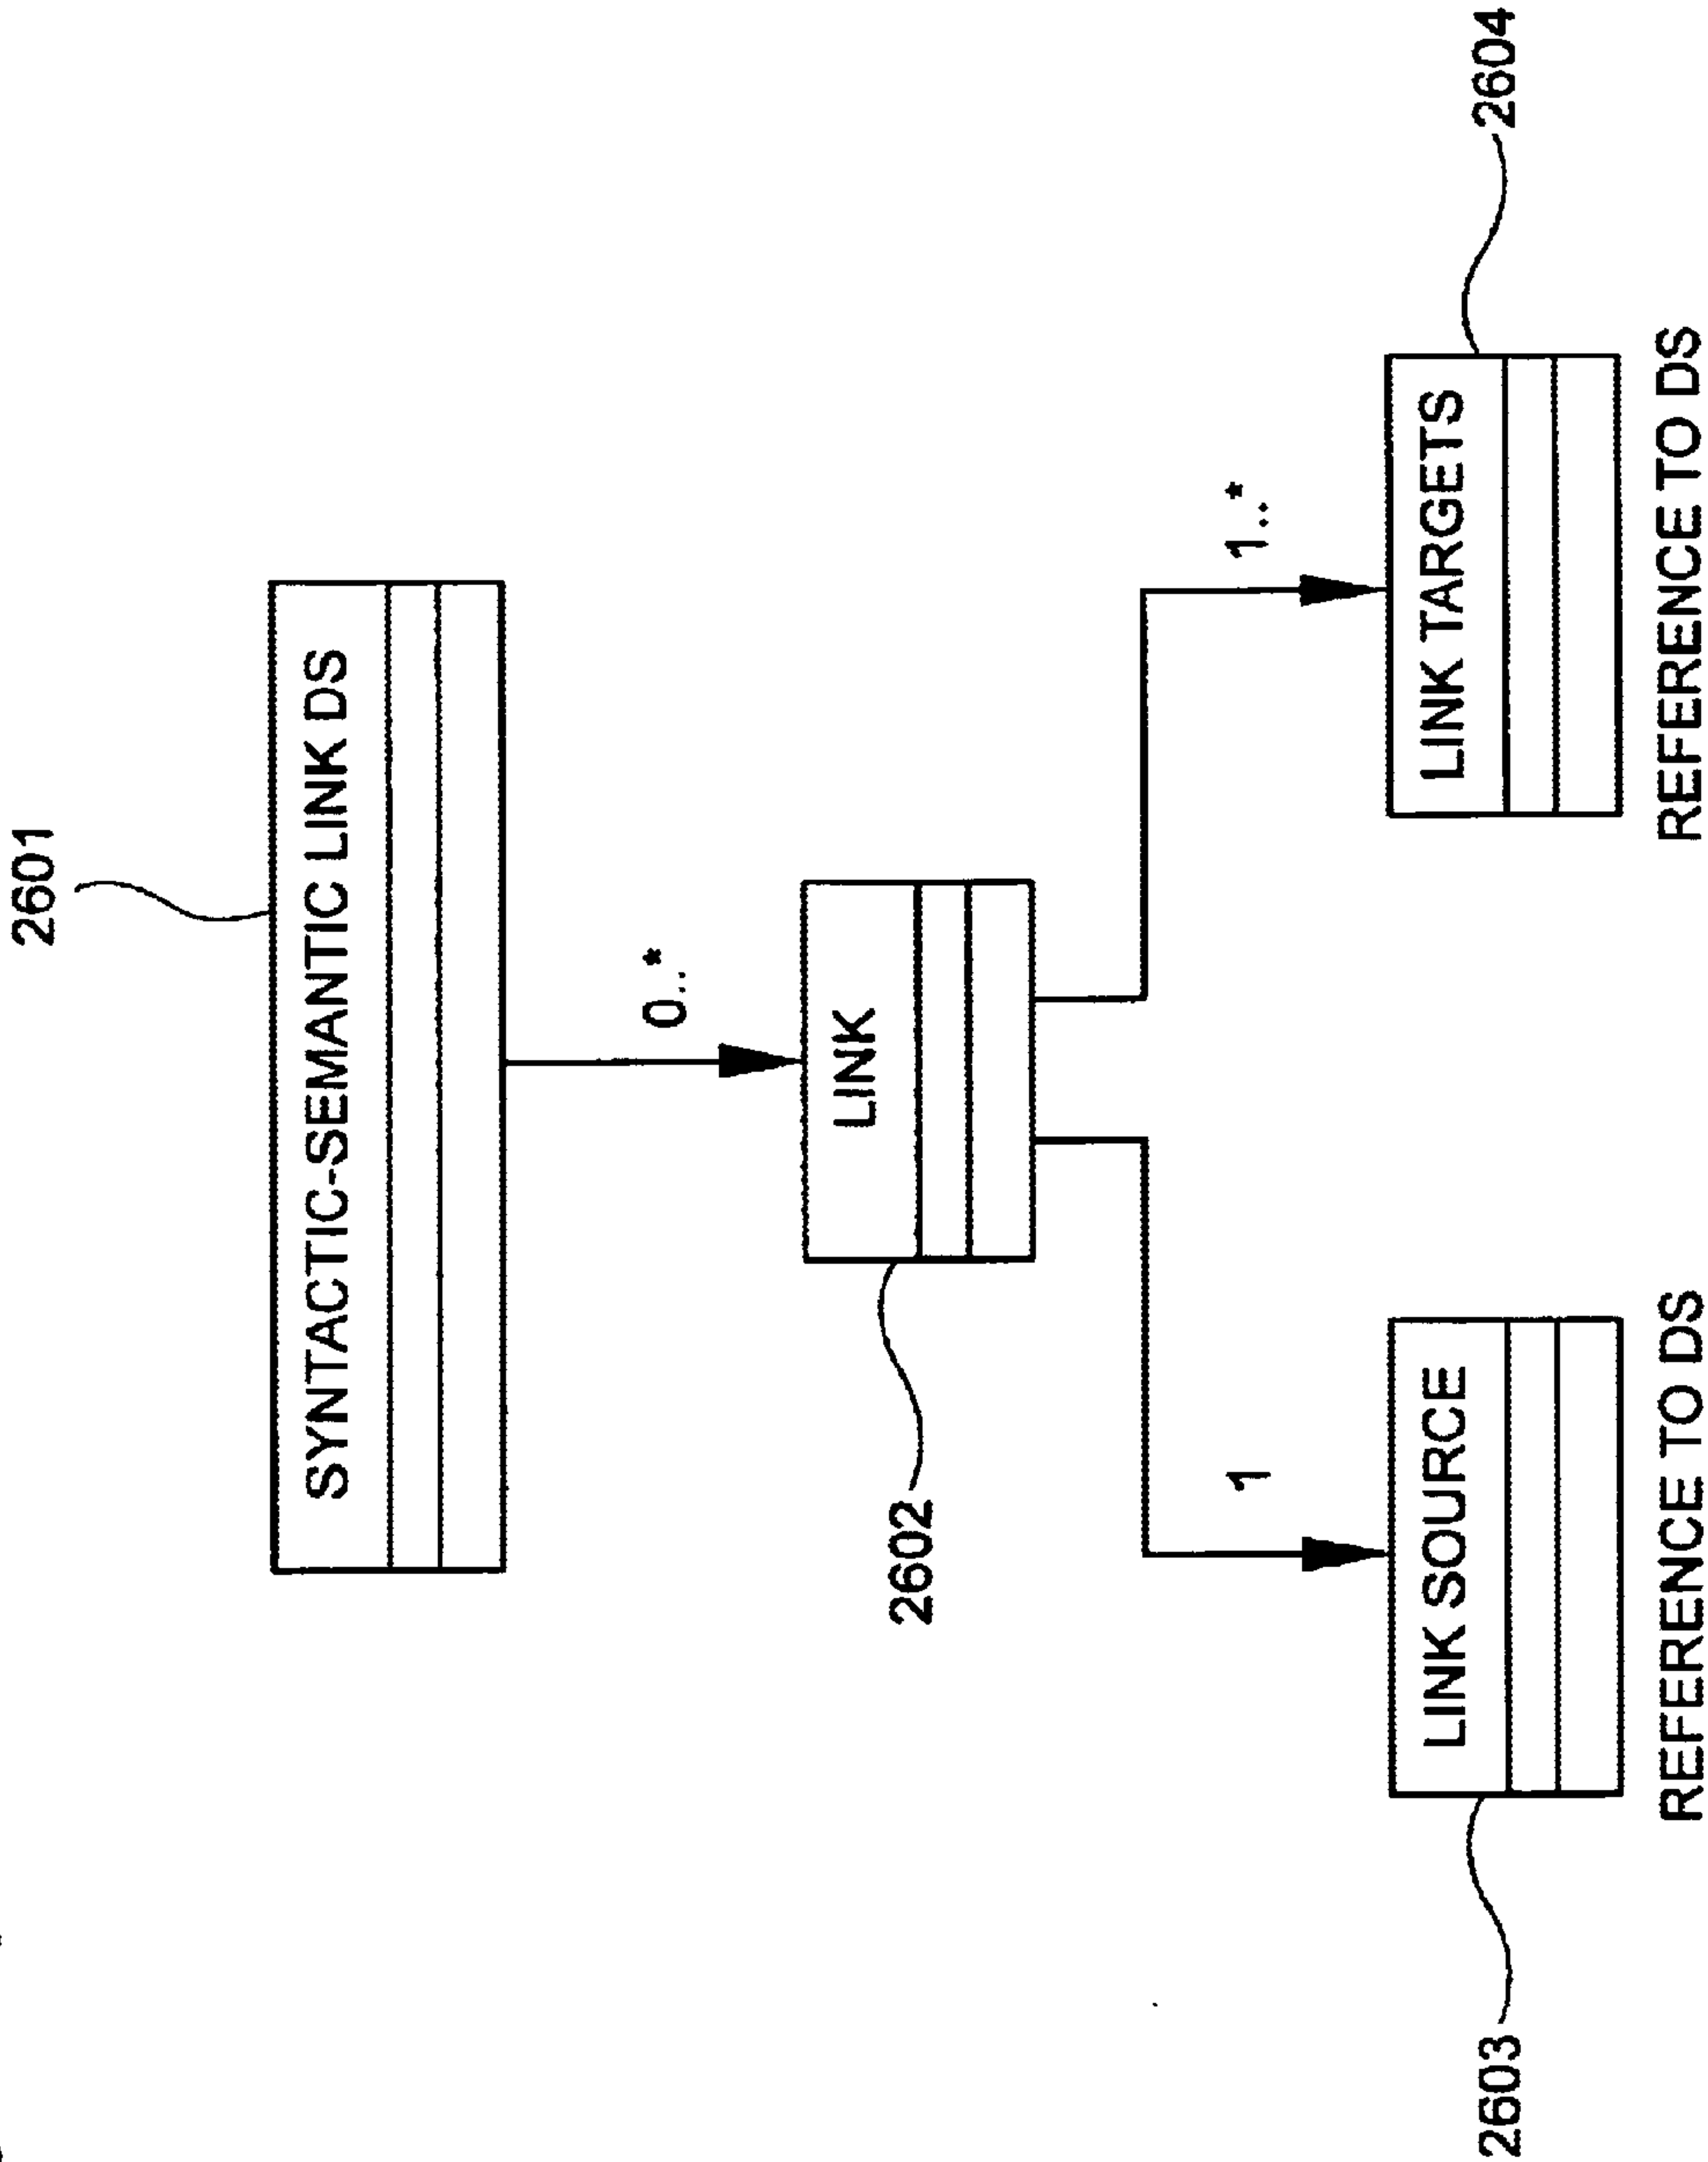 2601
SYNTACTIC-SEMANTIC LINK DS
0..*
LINK
2602
1
1..*
LINK SOURCE
LINK TARGETS
2603
2604
REFERENCE TO DS
REFERENCE TO DS